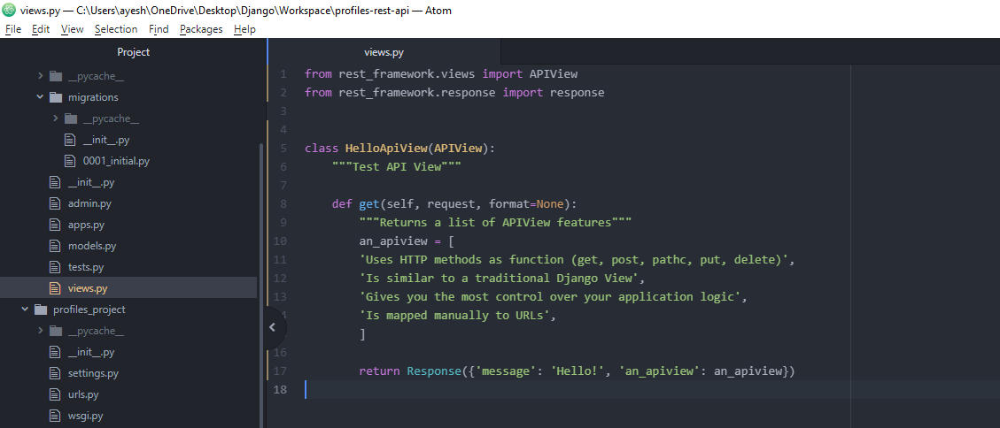 views.py — C:\Users\ayesh\OneDrive\Desktop\Django\Workspace\profiles-rest-api — Atom
File Edit View Selection Find Packages Help
Project
__pycache__
migrations
__pycache__
__init__.py
0001_initial.py
__init__.py
admin.py
apps.py
models.py
tests.py
views.py
profiles_project
__pycache__
__init__.py
settings.py
urls.py
wsgi.py
views.py
1 from rest_framework.views import APIView
2 from rest_framework.response import response
3
4
5 class HelloApiView(APIView):
6     """Test API View"""
7
8     def get(self, request, format=None):
9         """Returns a list of APIView features"""
10         an_apiview = [
11         'Uses HTTP methods as function (get, post, pathc, put, delete)',
12         'Is similar to a traditional Django View',
13         'Gives you the most control over your application logic',
'Is mapped manually to URLs',
]
16
17         return Response({'message': 'Hello!', 'an_apiview': an_apiview})
18